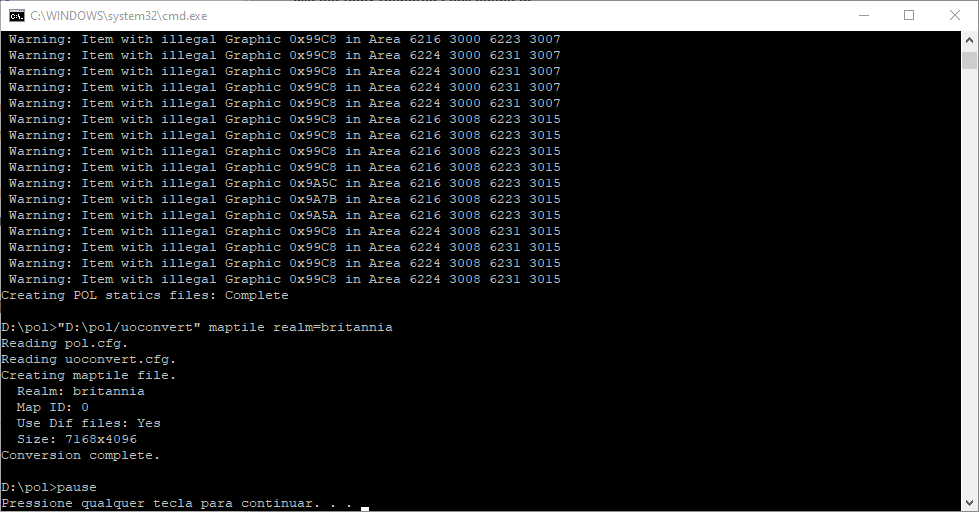 C:\WINDOWS\system32\cmd.exe
Warning: Item with illegal Graphic 0x99C8 in Area 6216 3000 6223 3007
Warning: Item with illegal Graphic 0x99C8 in Area 6224 3000 6231 3007
Warning: Item with illegal Graphic 0x99C8 in Area 6224 3000 6231 3007
Warning: Item with illegal Graphic 0x99C8 in Area 6224 3000 6231 3007
Warning: Item with illegal Graphic 0x99C8 in Area 6224 3000 6231 3007
Warning: Item with illegal Graphic 0x99C8 in Area 6216 3008 6223 3015
Warning: Item with illegal Graphic 0x99C8 in Area 6216 3008 6223 3015
Warning: Item with illegal Graphic 0x99C8 in Area 6216 3008 6223 3015
Warning: Item with illegal Graphic 0x99C8 in Area 6216 3008 6223 3015
Warning: Item with illegal Graphic 0x9A5C in Area 6216 3008 6223 3015
Warning: Item with illegal Graphic 0x9A7B in Area 6216 3008 6223 3015
Warning: Item with illegal Graphic 0x9A5A in Area 6216 3008 6223 3015
Warning: Item with illegal Graphic 0x99C8 in Area 6224 3008 6231 3015
Warning: Item with illegal Graphic 0x99C8 in Area 6224 3008 6231 3015
Warning: Item with illegal Graphic 0x99C8 in Area 6224 3008 6231 3015
Warning: Item with illegal Graphic 0x99C8 in Area 6224 3008 6231 3015
Creating POL statics files: Complete
D:\pol>"D:\pol/uoconvert" maptile realm=britannia
Reading pol.cfg.
Reading uoconvert.cfg.
Creating maptile file.
Realm: britannia
Map ID: 0
Use Dif files: Yes
Size: 7168x4096
Conversion complete.
D:\pol>pause
Pressione qualquer tecla para continuar. . .